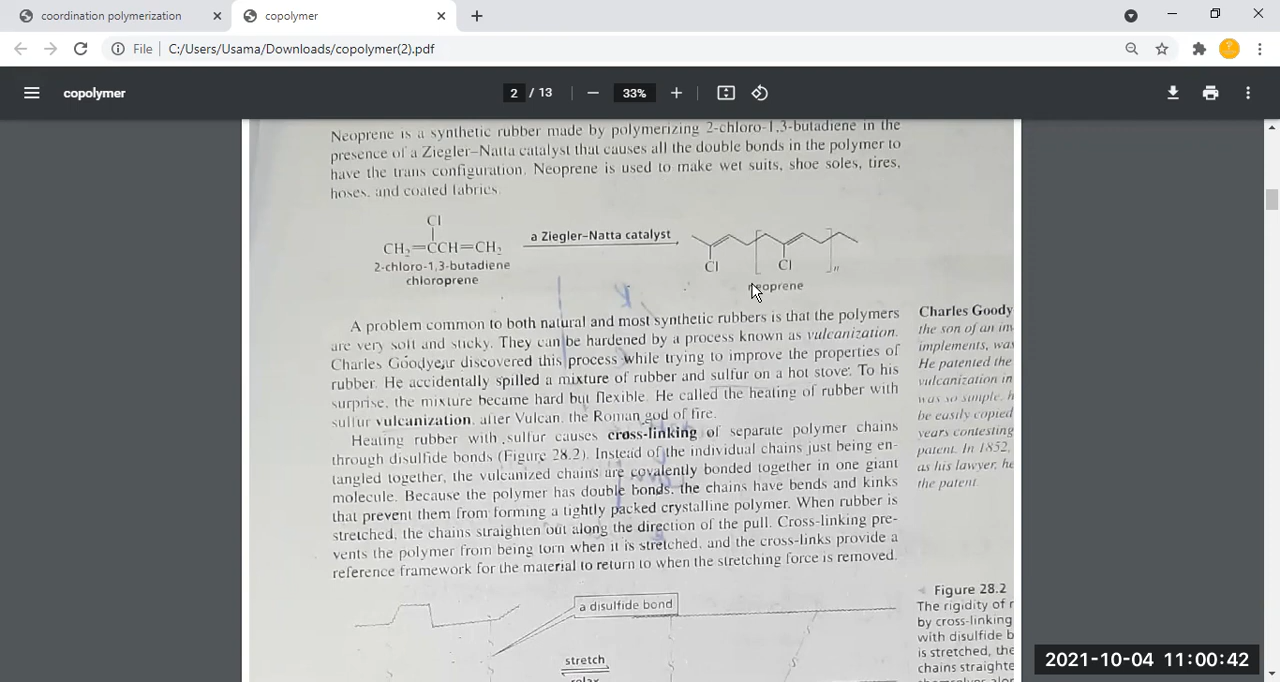 coordination polymerization
copolymer
File
C:/Users/Usama/Downloads/copolymer(2).pdf
copolymer
2 / 13
33%
Neoprene is a synthetic rubber made by polymerizing 2-chloro-1,3-butadiene in the
presence of a Ziegler–Natta catalyst that causes all the double bonds in the polymer to
have the trans configuration. Neoprene is used to make wet suits, shoe soles, tires,
hoses, and coated fabrics.
Cl
CH2=CCH=CH2
2-chloro-1,3-butadiene
chloroprene
a Ziegler–Natta catalyst
Cl
Cl
n
neoprene
A problem common to both natural and most synthetic rubbers is that the polymers
are very soft and sticky. They can be hardened by a process known as vulcanization.
Charles Goodyear discovered this process while trying to improve the properties of
rubber. He accidentally spilled a mixture of rubber and sulfur on a hot stove. To his
surprise, the mixture became hard but flexible. He called the heating of rubber with
sulfur vulcanization, after Vulcan, the Roman god of fire.
Heating rubber with sulfur causes cross-linking of separate polymer chains
through disulfide bonds (Figure 28.2). Instead of the individual chains just being en-
tangled together, the vulcanized chains are covalently bonded together in one giant
molecule. Because the polymer has double bonds, the chains have bends and kinks
that prevent them from forming a tightly packed crystalline polymer. When rubber is
stretched, the chains straighten out along the direction of the pull. Cross-linking pre-
vents the polymer from being torn when it is stretched, and the cross-links provide a
reference framework for the material to return to when the stretching force is removed.
Charles Goody
the son of an inv
implements, was
He patented the
vulcanization in
was so simple, h
be easily copied
years contesting
patent. In 1852,
as his lawyer, he
the patent.
a disulfide bond
stretch
relax
Figure 28.2
The rigidity of r
by cross-linking
with disulfide b
is stretched, the
chains straighte
2021-10-04 11:00:42